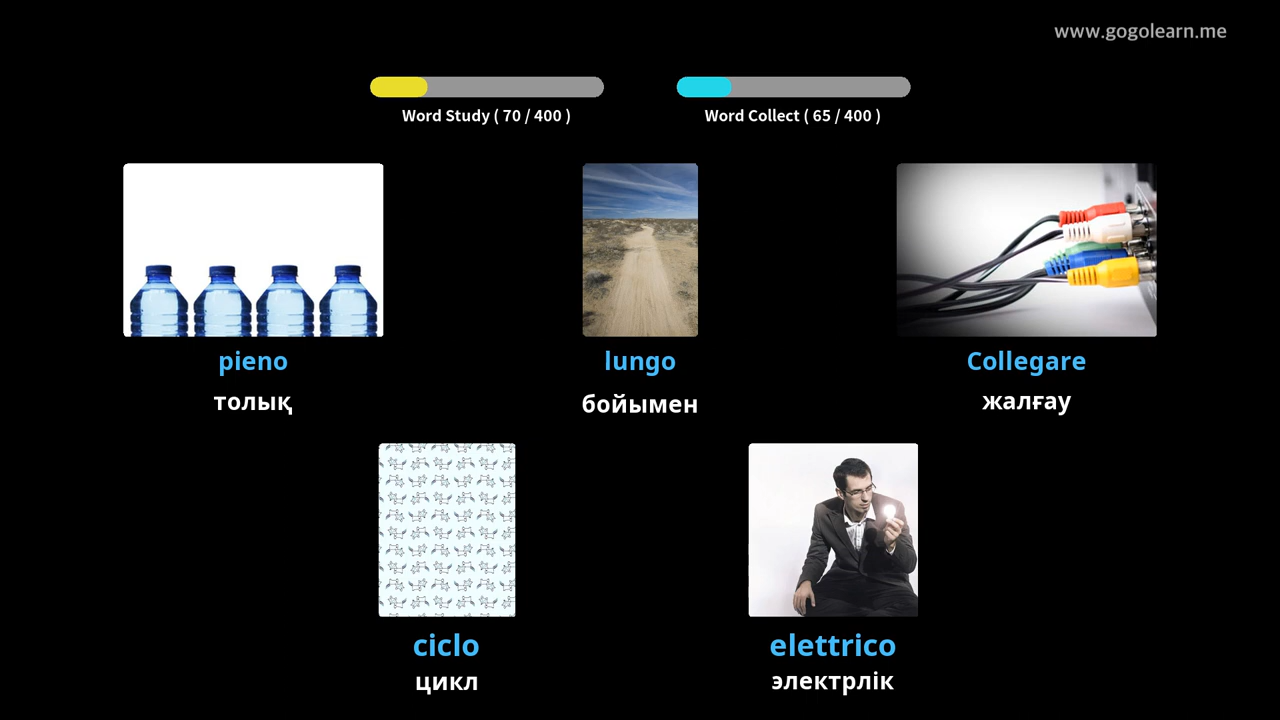 www.gogolearn.me
Word Study ( 70 / 400 )
Word Collect ( 65 / 400 )
pieno
lungo
Collegare
толық
бойымен
жалғау
ciclo
elettrico
цикл
электрлік